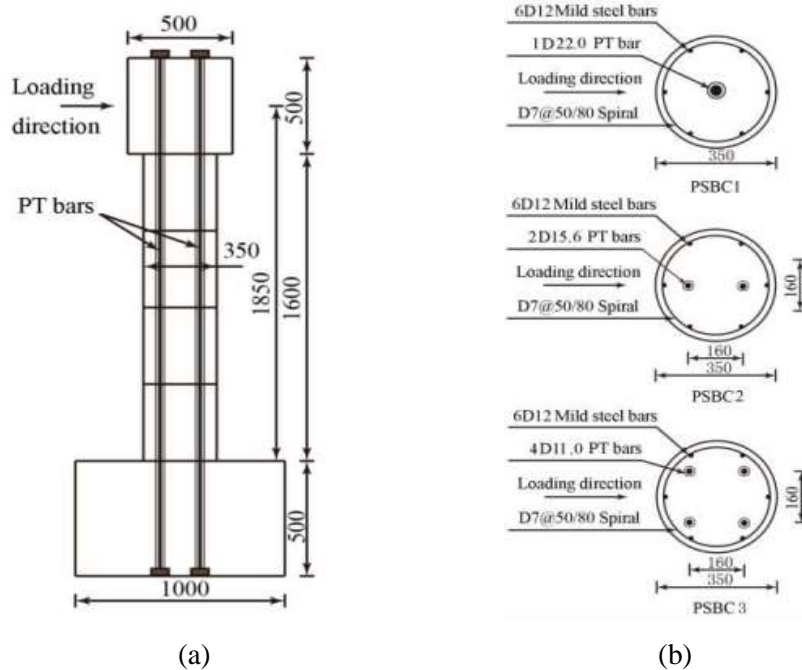 500
Loading
direction
500
PT bars
350
1850
1600
500
1000
(a)
6D12 Mild steel bars
1D22.0 PT bar
Loading direction
D7@50/80 Spiral
350
PSBC1
6D12 Mild steel bars
2D15.6 PT bars
Loading direction
D7@50/80 Spiral
160
160
350
PSBC2
6D12 Mild steel bars
4D11.0 PT bars
Loading direction
D7@50/80 Spiral
160
160
350
PSBC3
(b)